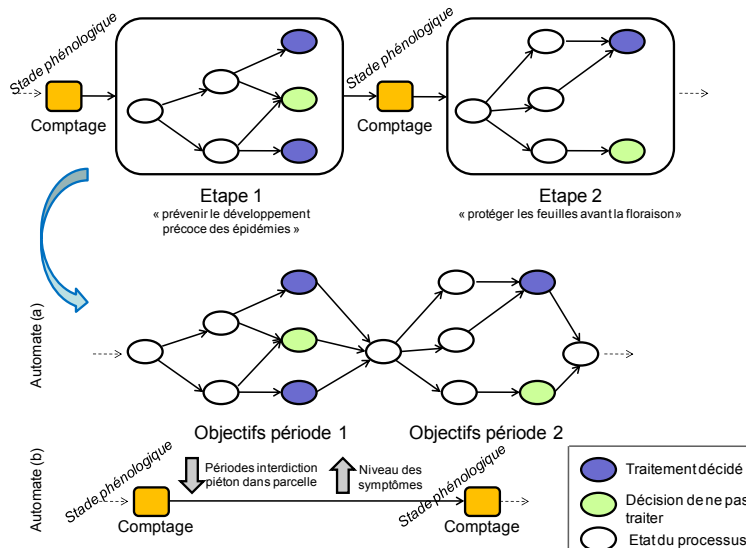 Stade phénologique
Stade phénologique
Comptage
Comptage
Etape 1
Etape 2
« prévenir le développement
précoce des épidémies »
« protéger les feuilles avant la floraison»
Automate (a)
Objectifs période 1
Objectifs période 2
Automate (b)
Stade phénologique
Périodes interdiction
piéton dans parcelle
Niveau des
symptômes
Stade phénologique
Comptage
Comptage
Traitement décidé
Décision de ne pas
traiter
Etat du processus